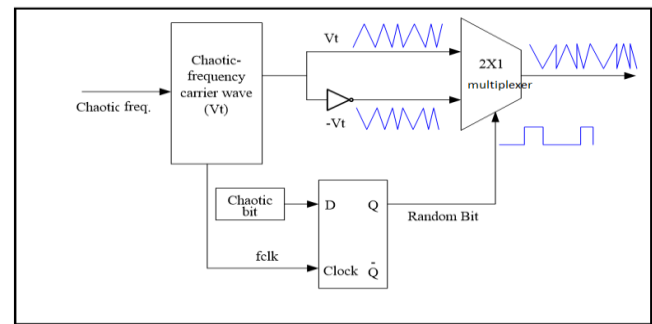 Chaotic-
frequency
carrier wave
(Vt)
Chaotic freq.
Vt
-Vt
2X1
multiplexer
Chaotic
bit
D Q
Random Bit
fclk
Clock Q̄